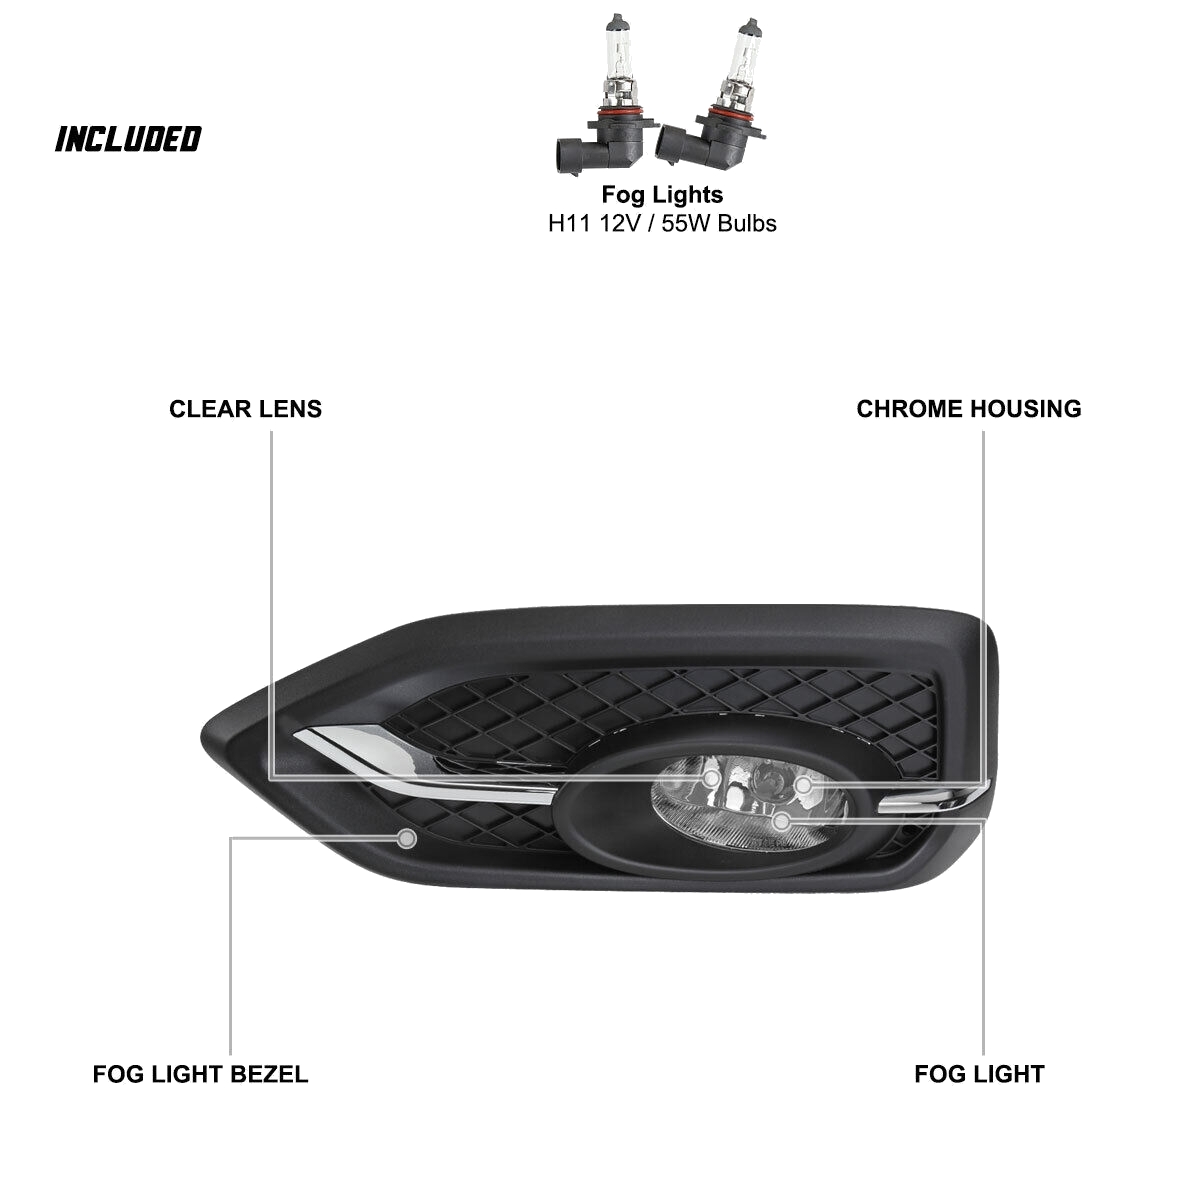 INCLUDED
Fog Lights
H11 12V / 55W Bulbs
CLEAR LENS
CHROME HOUSING
FOG LIGHT BEZEL
FOG LIGHT